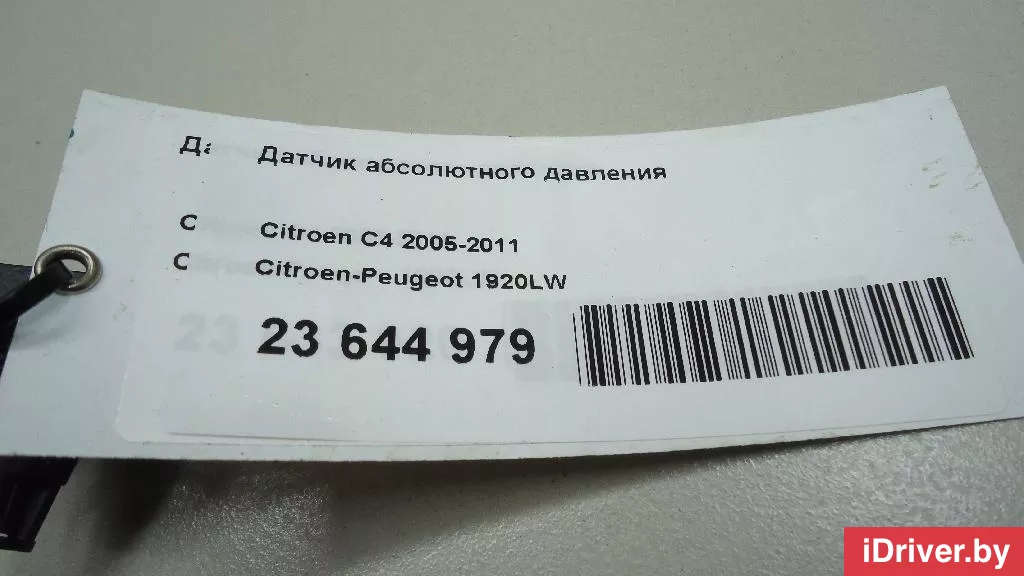 Датчик абсолютного давления
Citroen C4 2005-2011
Citroen-Peugeot 1920LW
23 644 979
iDriver.by